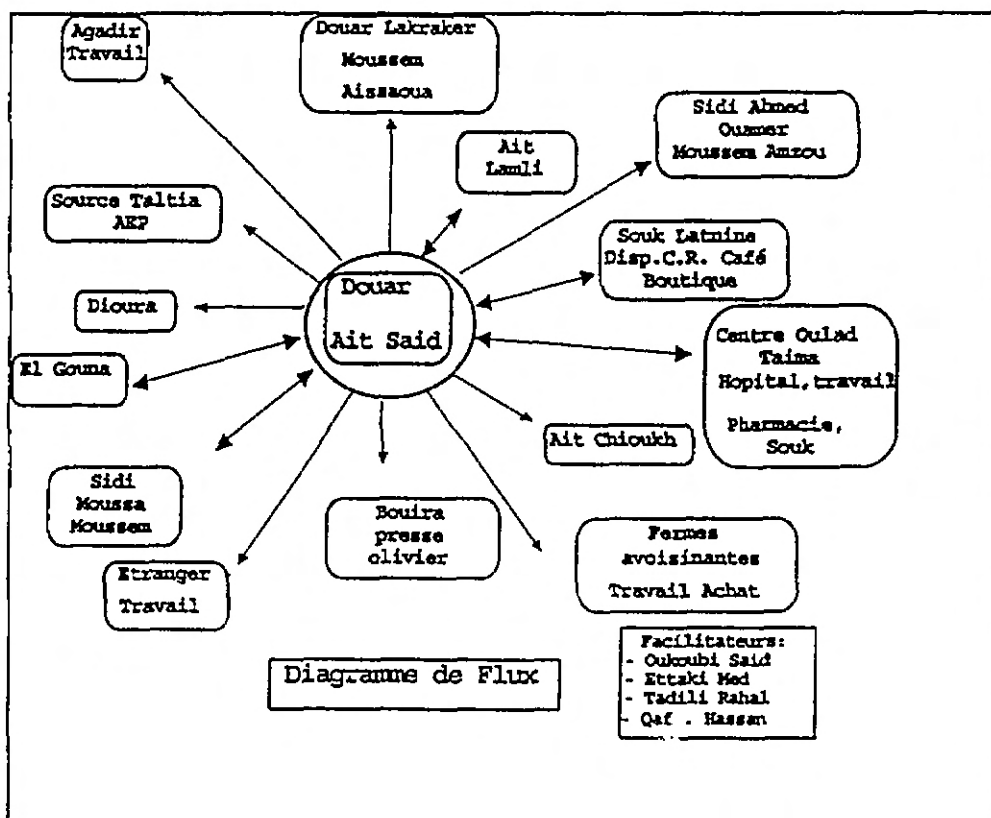 Agadir
Travail
Douar Lakraker
Moussem
Aissaoua
Ait
Lamli
Sidi Ahmed
Ouamer
Moussem Amzou
Source Taltia
AEP
Souk Latnine
Disp.C.R. Café
Boutique
Douar
Ait Said
Dioura
El Gouna
Centre Oulad
Taima
Hopital,travail
Pharmacie,
Souk
Ait Chioukh
Sidi
Moussa
Moussem
Bouira
presse
olivier
Fermes
avoisinantes
Travail Achat
Etranger
Travail
Diagramme de Flux
Facilitateurs:
- Oukoubi Said
- Ettaki Med
- Tadili Rahal
- Qaf . Hassan